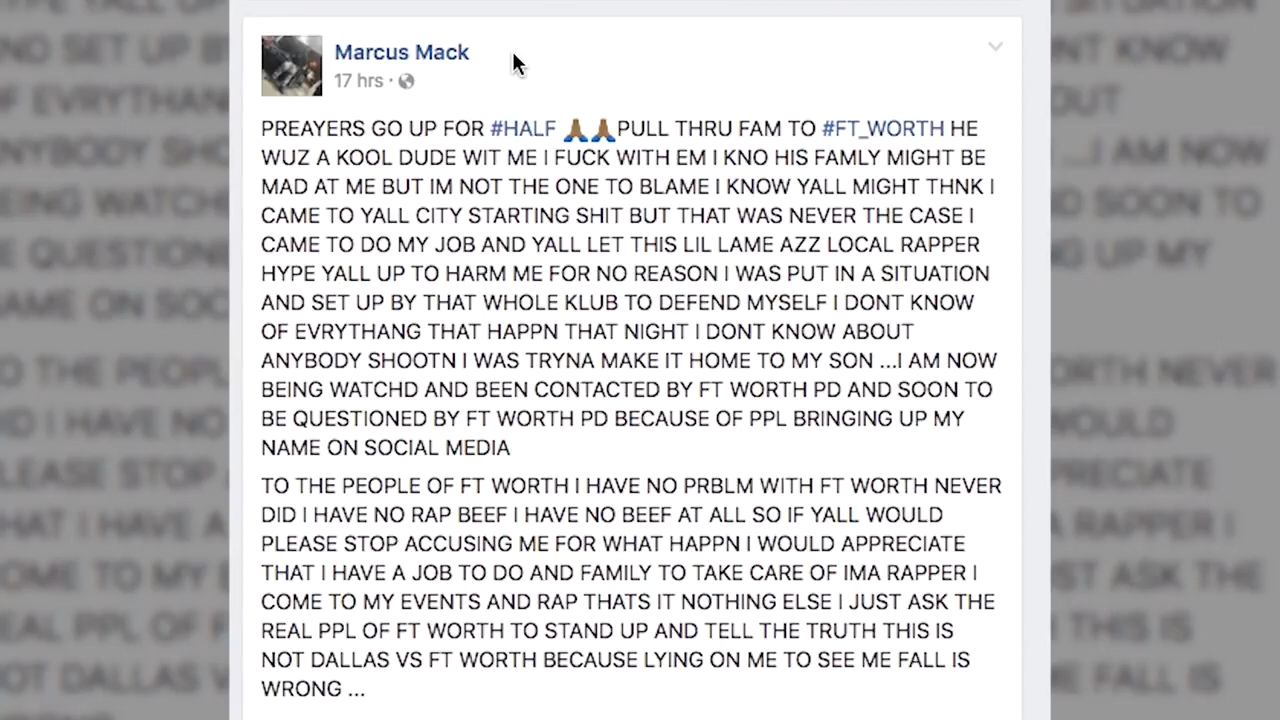 Marcus Mack
17 hrs ·
PREAYERS GO UP FOR #HALF 🙏🏾🙏🏾PULL THRU FAM TO #FT_WORTH HE
WUZ A KOOL DUDE WIT ME I FUCK WITH EM I KNO HIS FAMLY MIGHT BE
MAD AT ME BUT IM NOT THE ONE TO BLAME I KNOW YALL MIGHT THNK I
CAME TO YALL CITY STARTING SHIT BUT THAT WAS NEVER THE CASE I
CAME TO DO MY JOB AND YALL LET THIS LIL LAME AZZ LOCAL RAPPER
HYPE YALL UP TO HARM ME FOR NO REASON I WAS PUT IN A SITUATION
AND SET UP BY THAT WHOLE KLUB TO DEFEND MYSELF I DONT KNOW
OF EVRYTHANG THAT HAPPN THAT NIGHT I DONT KNOW ABOUT
ANYBODY SHOOTN I WAS TRYNA MAKE IT HOME TO MY SON ...I AM NOW
BEING WATCHD AND BEEN CONTACTED BY FT WORTH PD AND SOON TO
BE QUESTIONED BY FT WORTH PD BECAUSE OF PPL BRINGING UP MY
NAME ON SOCIAL MEDIA
TO THE PEOPLE OF FT WORTH I HAVE NO PRBLM WITH FT WORTH NEVER
DID I HAVE NO RAP BEEF I HAVE NO BEEF AT ALL SO IF YALL WOULD
PLEASE STOP ACCUSING ME FOR WHAT HAPPN I WOULD APPRECIATE
THAT I HAVE A JOB TO DO AND FAMILY TO TAKE CARE OF IMA RAPPER I
COME TO MY EVENTS AND RAP THATS IT NOTHING ELSE I JUST ASK THE
REAL PPL OF FT WORTH TO STAND UP AND TELL THE TRUTH THIS IS
NOT DALLAS VS FT WORTH BECAUSE LYING ON ME TO SEE ME FALL IS
WRONG ...